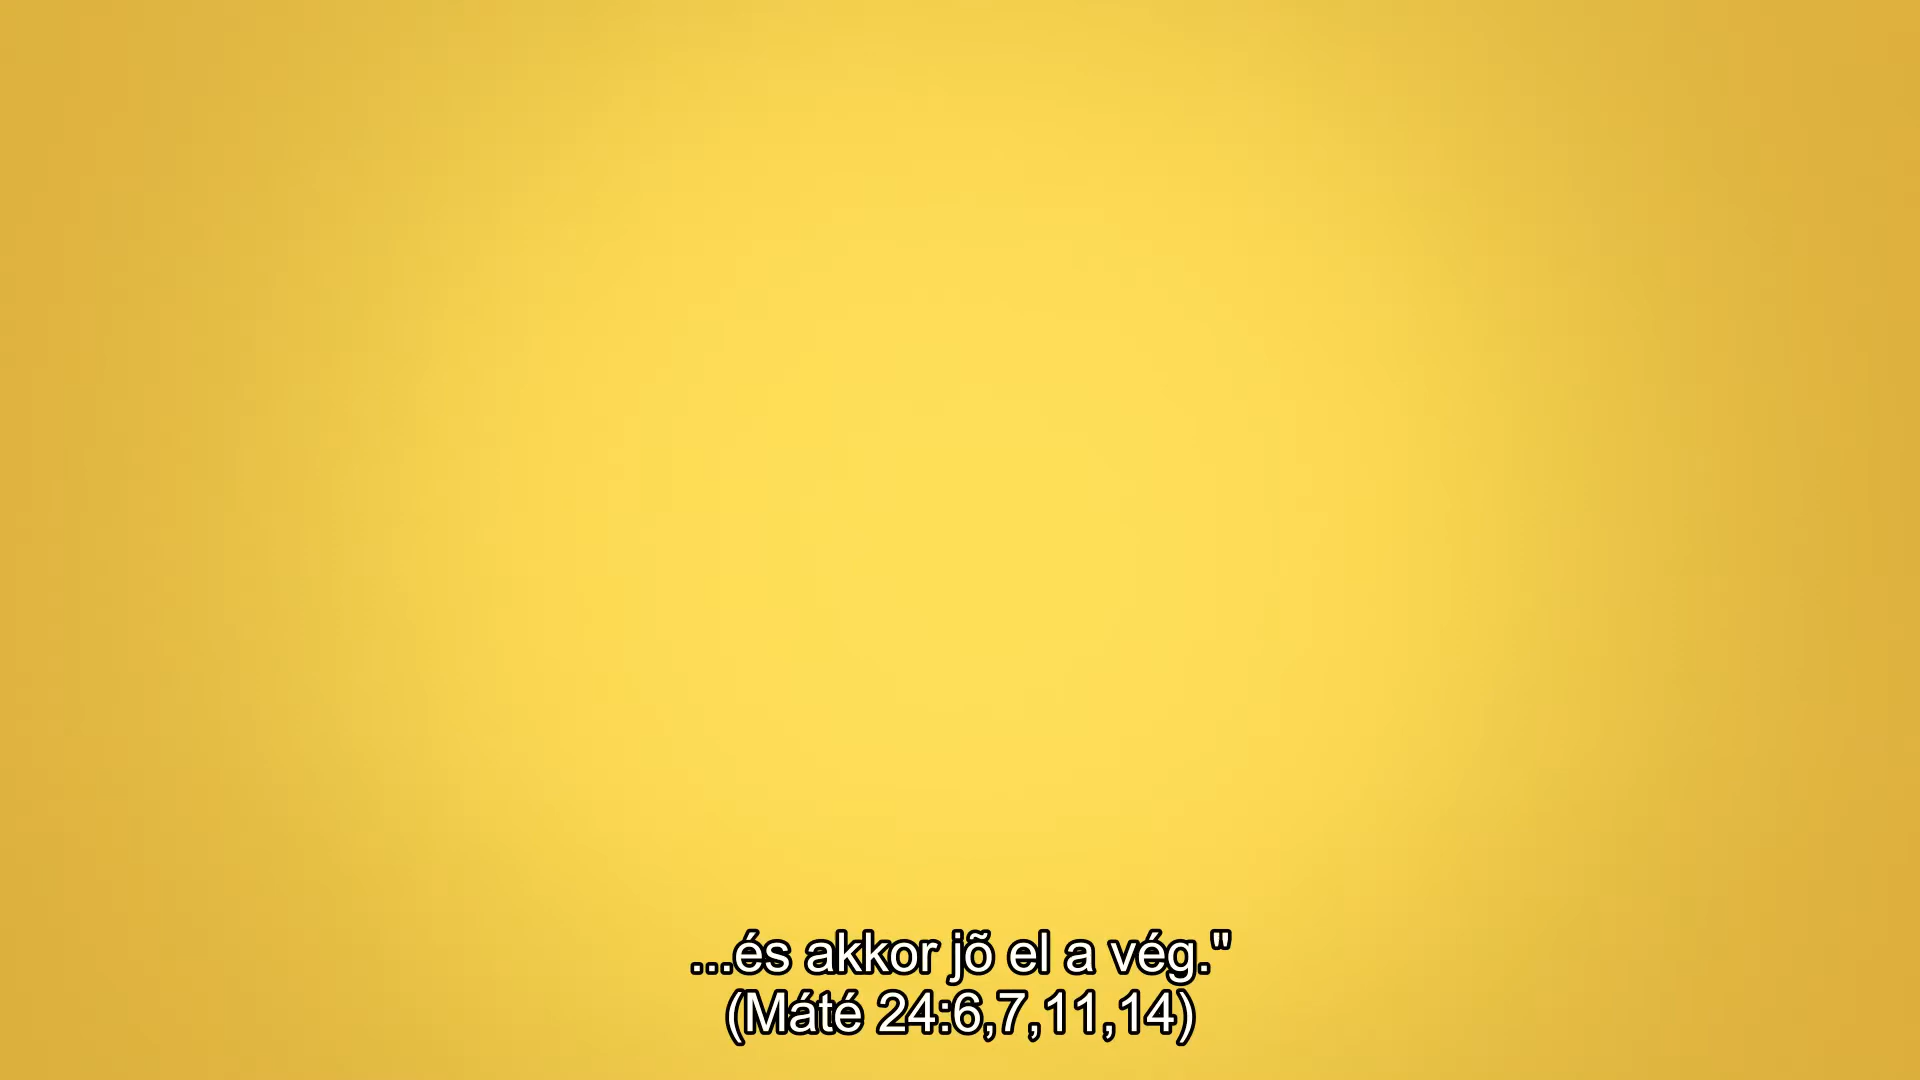 ...és akkor jõ el a vég."
(Máté 24:6,7,11,14)